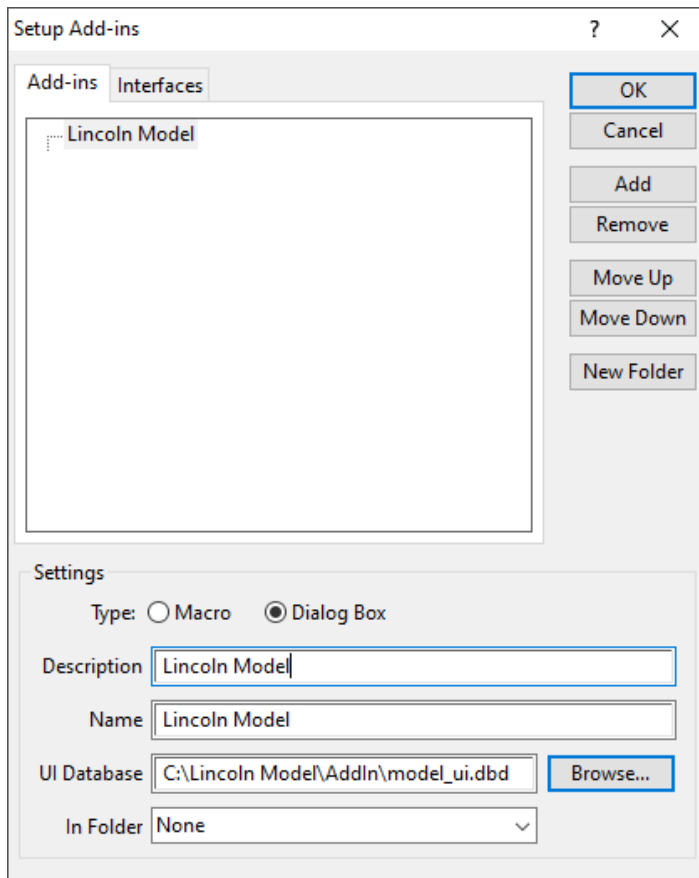 Setup Add-ins
?
Add-ins
Interfaces
Lincoln Model
OK
Cancel
Add
Remove
Move Up
Move Down
New Folder
Settings
Type: Macro Dialog Box
Description Lincoln Model
Name Lincoln Model
UI Database C:\Lincoln Model\AddIn\model_ui.dbd Browse...
In Folder None